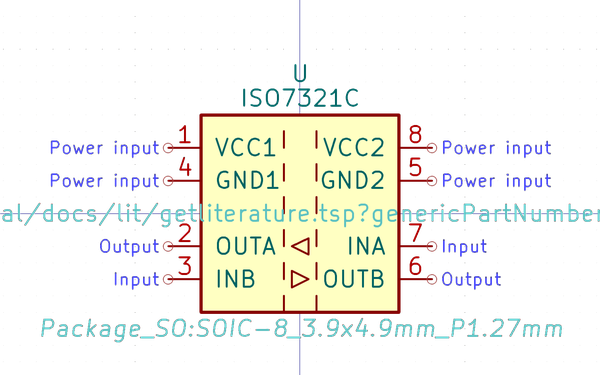 U
ISO7321C
Power input 1 VCC1 VCC2 8 Power input
Power input 4 GND1 GND2 5 Power input
al/docs/lit/getliterature.tsp?genericPartNumber
Output 2 OUTA INA 7 Input
Input 3 INB OUTB 6 Output
Package_SO:SOIC-8_3.9x4.9mm_P1.27mm